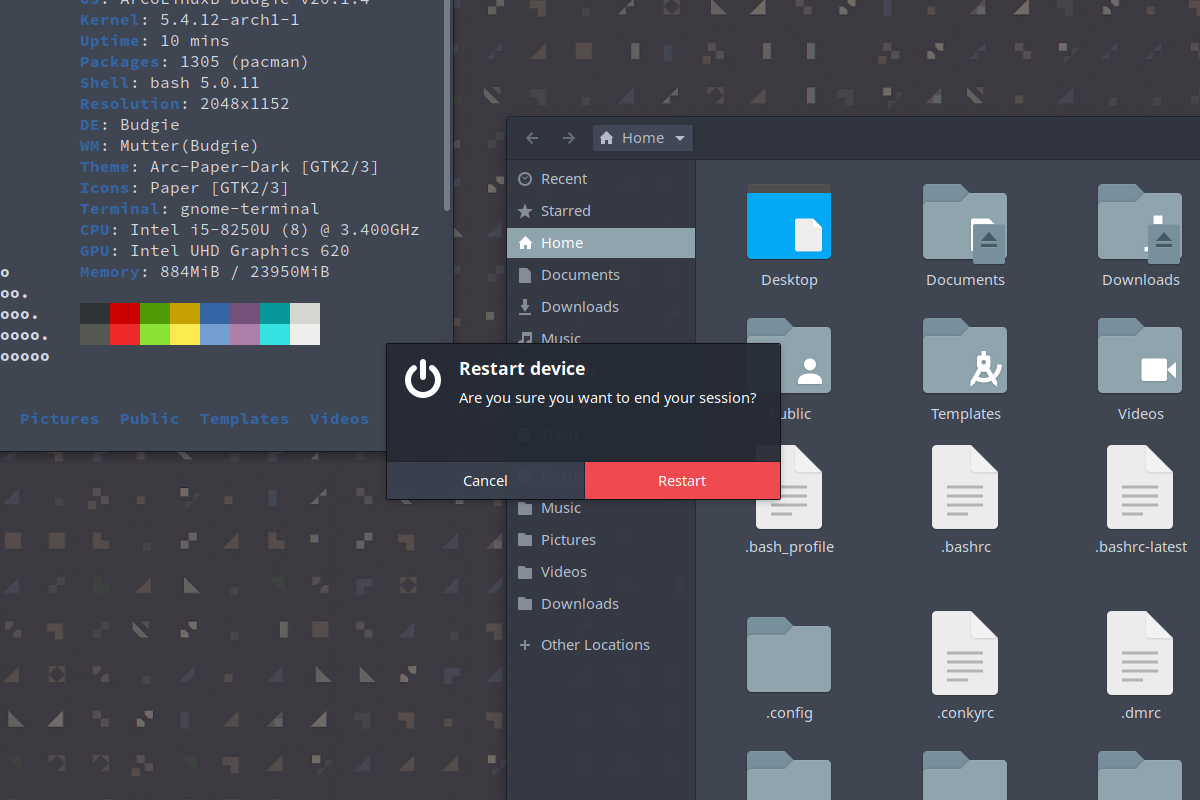 OS: ArcoLinuxB budgie v20.1.4
Kernel: 5.4.12-arch1-1
Uptime: 10 mins
Packages: 1305 (pacman)
Shell: bash 5.0.11
Resolution: 2048x1152
DE: Budgie
WM: Mutter(Budgie)
Theme: Arc-Paper-Dark [GTK2/3]
Icons: Paper [GTK2/3]
Terminal: gnome-terminal
CPU: Intel i5-8250U (8) @ 3.400GHz
GPU: Intel UHD Graphics 620
o Memory: 884MiB / 23950MiB
oo.
ooo.
oooo.
ooooo
Pictures Public Templates Videos
Home
Recent
Starred
Home
Documents
Downloads
Music
Trash
Music
Pictures
Videos
Downloads
Other Locations
Desktop Documents Downloads
Public Templates Videos
.bash_profile .bashrc .bashrc-latest
.config .conkyrc .dmrc
Restart device
Are you sure you want to end your session?
Cancel Restart